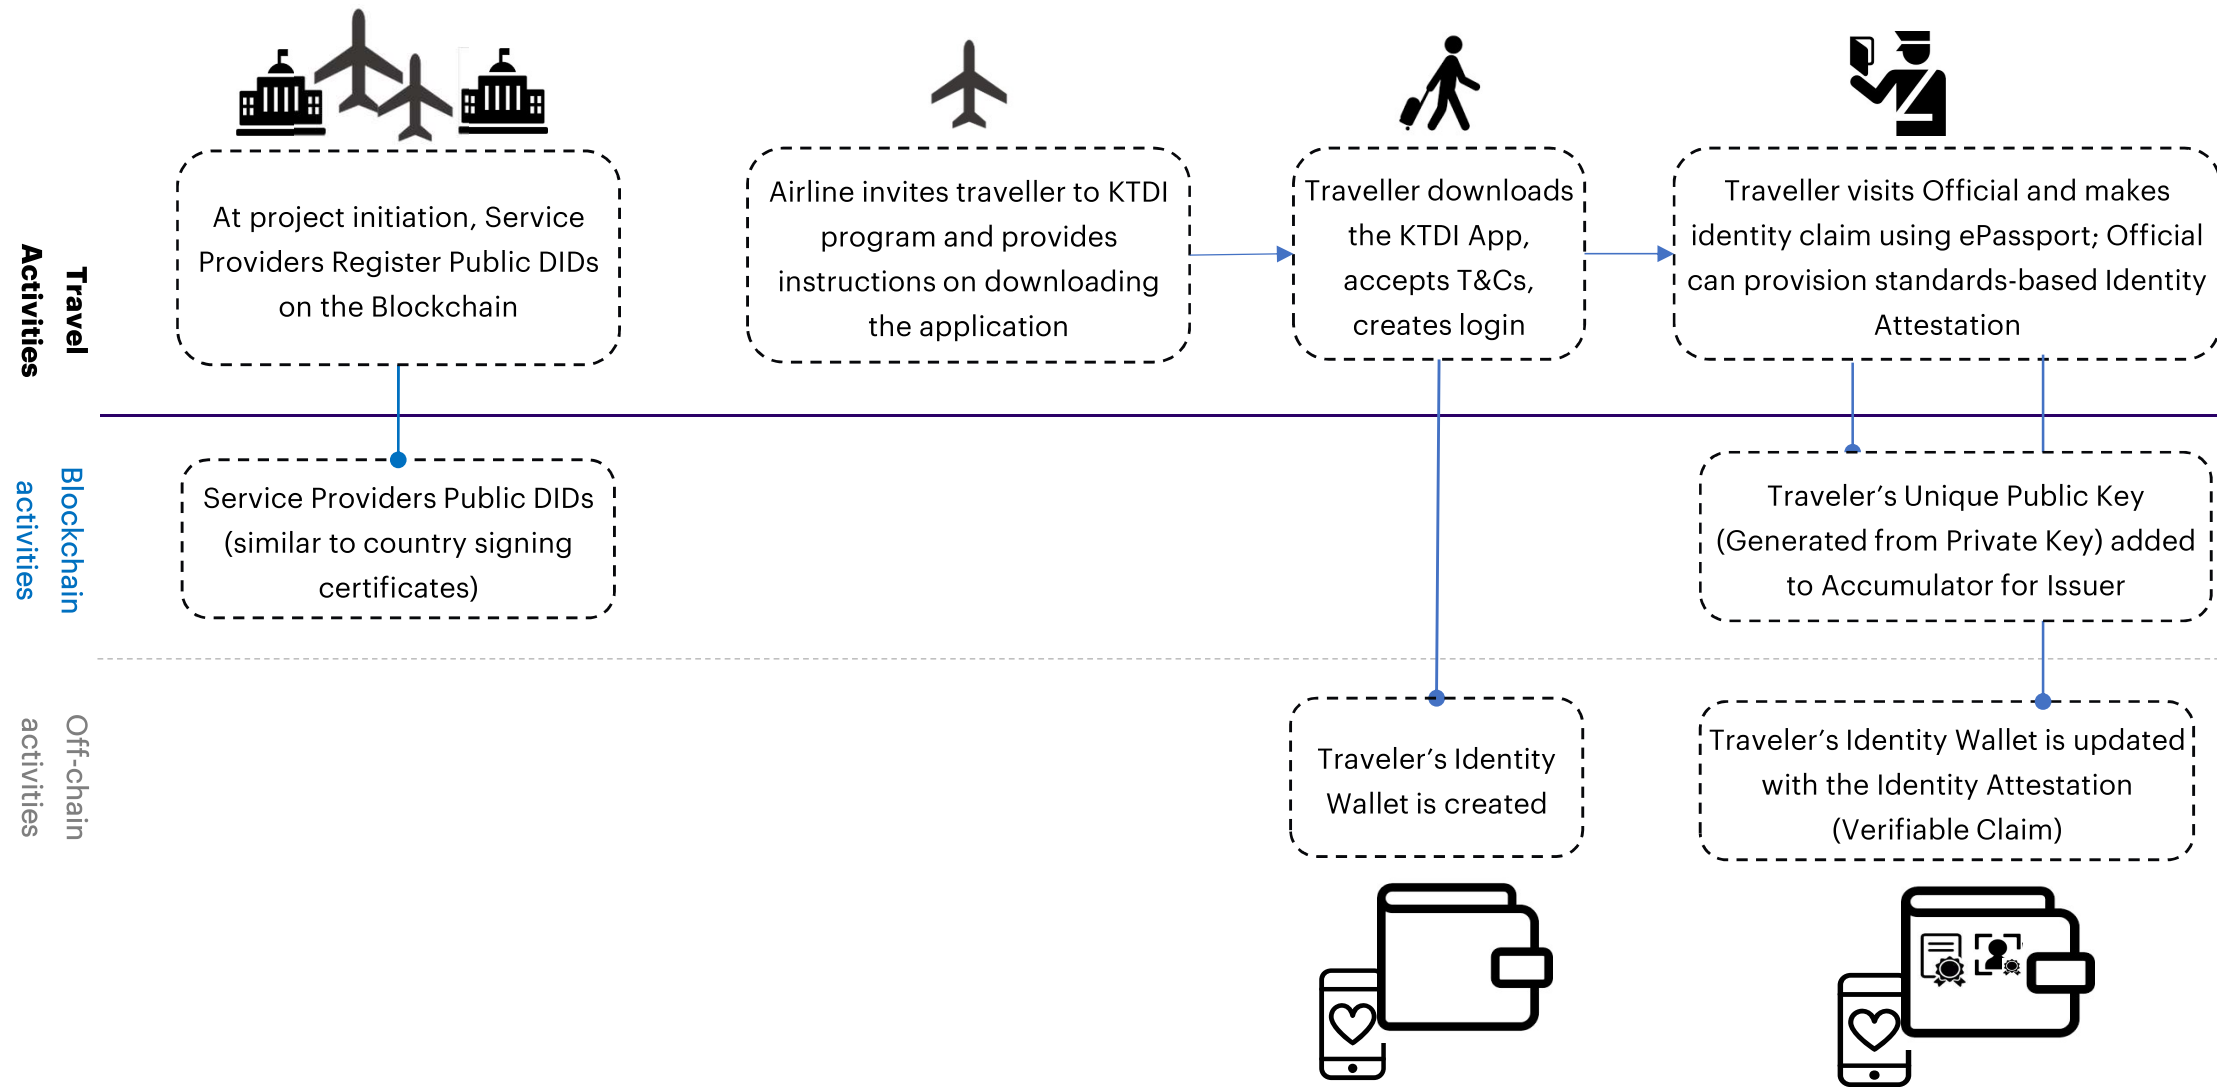 Travel
Activities
At project initiation, Service
Providers Register Public DIDs
on the Blockchain
Airline invites traveller to KTDI
program and provides
instructions on downloading
the application
Traveller downloads
the KTDI App,
accepts T&Cs,
creates login
Traveller visits Official and makes
identity claim using ePassport; Official
can provision standards-based Identity
Attestation
Blockchain
activities
Service Providers Public DIDs
(similar to country signing
certificates)
Traveler’s Unique Public Key
(Generated from Private Key) added
to Accumulator for Issuer
Off-chain
activities
Traveler’s Identity
Wallet is created
Traveler’s Identity Wallet is updated
with the Identity Attestation
(Verifiable Claim)